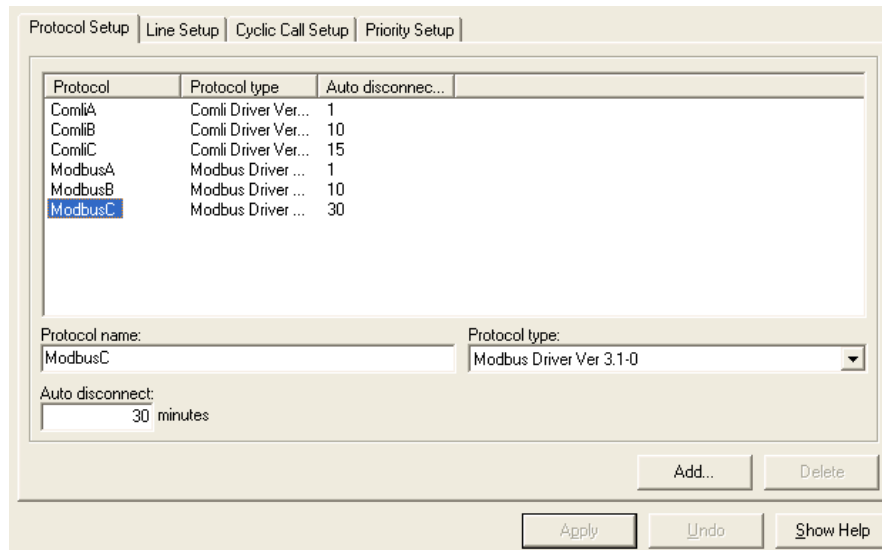 Protocol Setup Line Setup Cyclic Call Setup Priority Setup
Protocol Protocol type Auto disconnec...
ComliA Comli Driver Ver... 1
ComliB Comli Driver Ver... 10
ComliC Comli Driver Ver... 15
ModbusA Modbus Driver ... 1
ModbusB Modbus Driver ... 10
ModbusC Modbus Driver ... 30
Protocol name: Protocol type:
ModbusC Modbus Driver Ver 3.1-0
Auto disconnect:
30 minutes
Add... Delete
Apply Undo Show Help